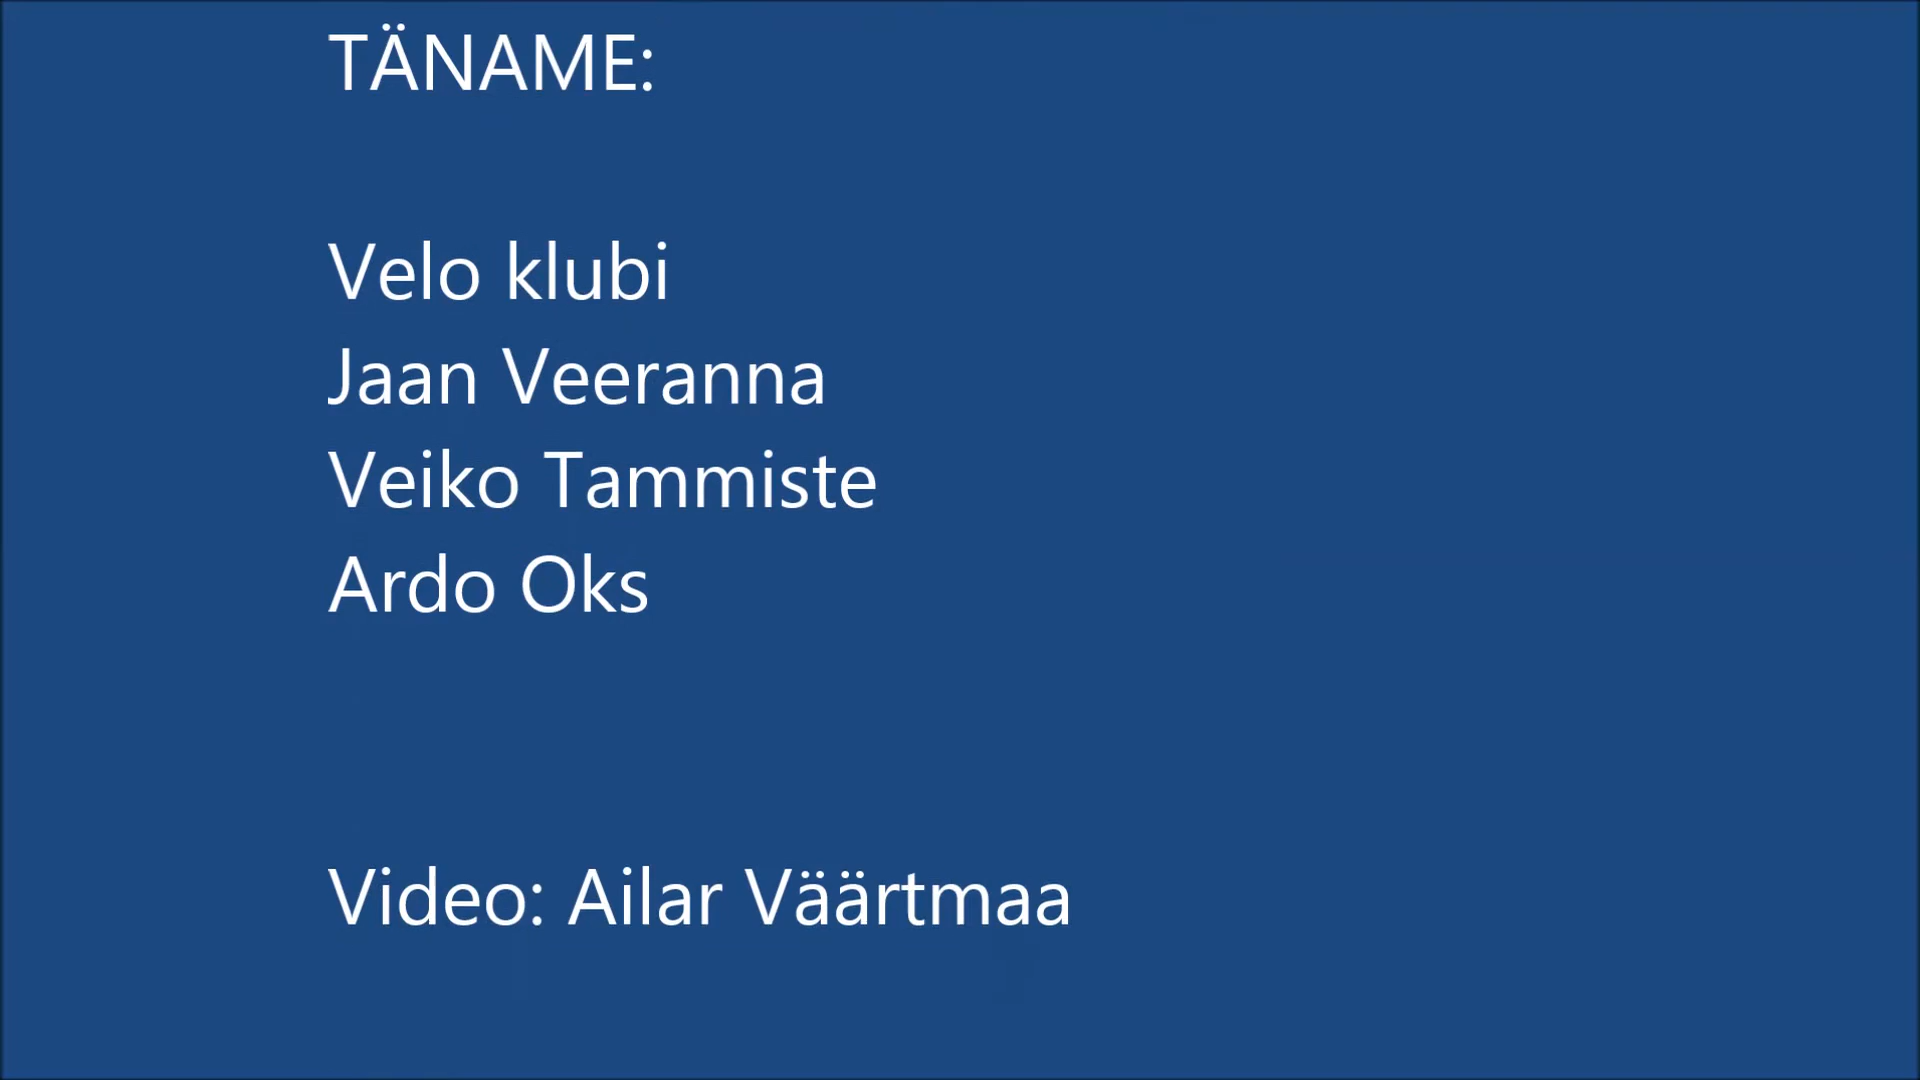 TÄNAME:
Velo klubi
Jaan Veeranna
Veiko Tammiste
Ardo Oks
Video: Ailar Väärtmaa